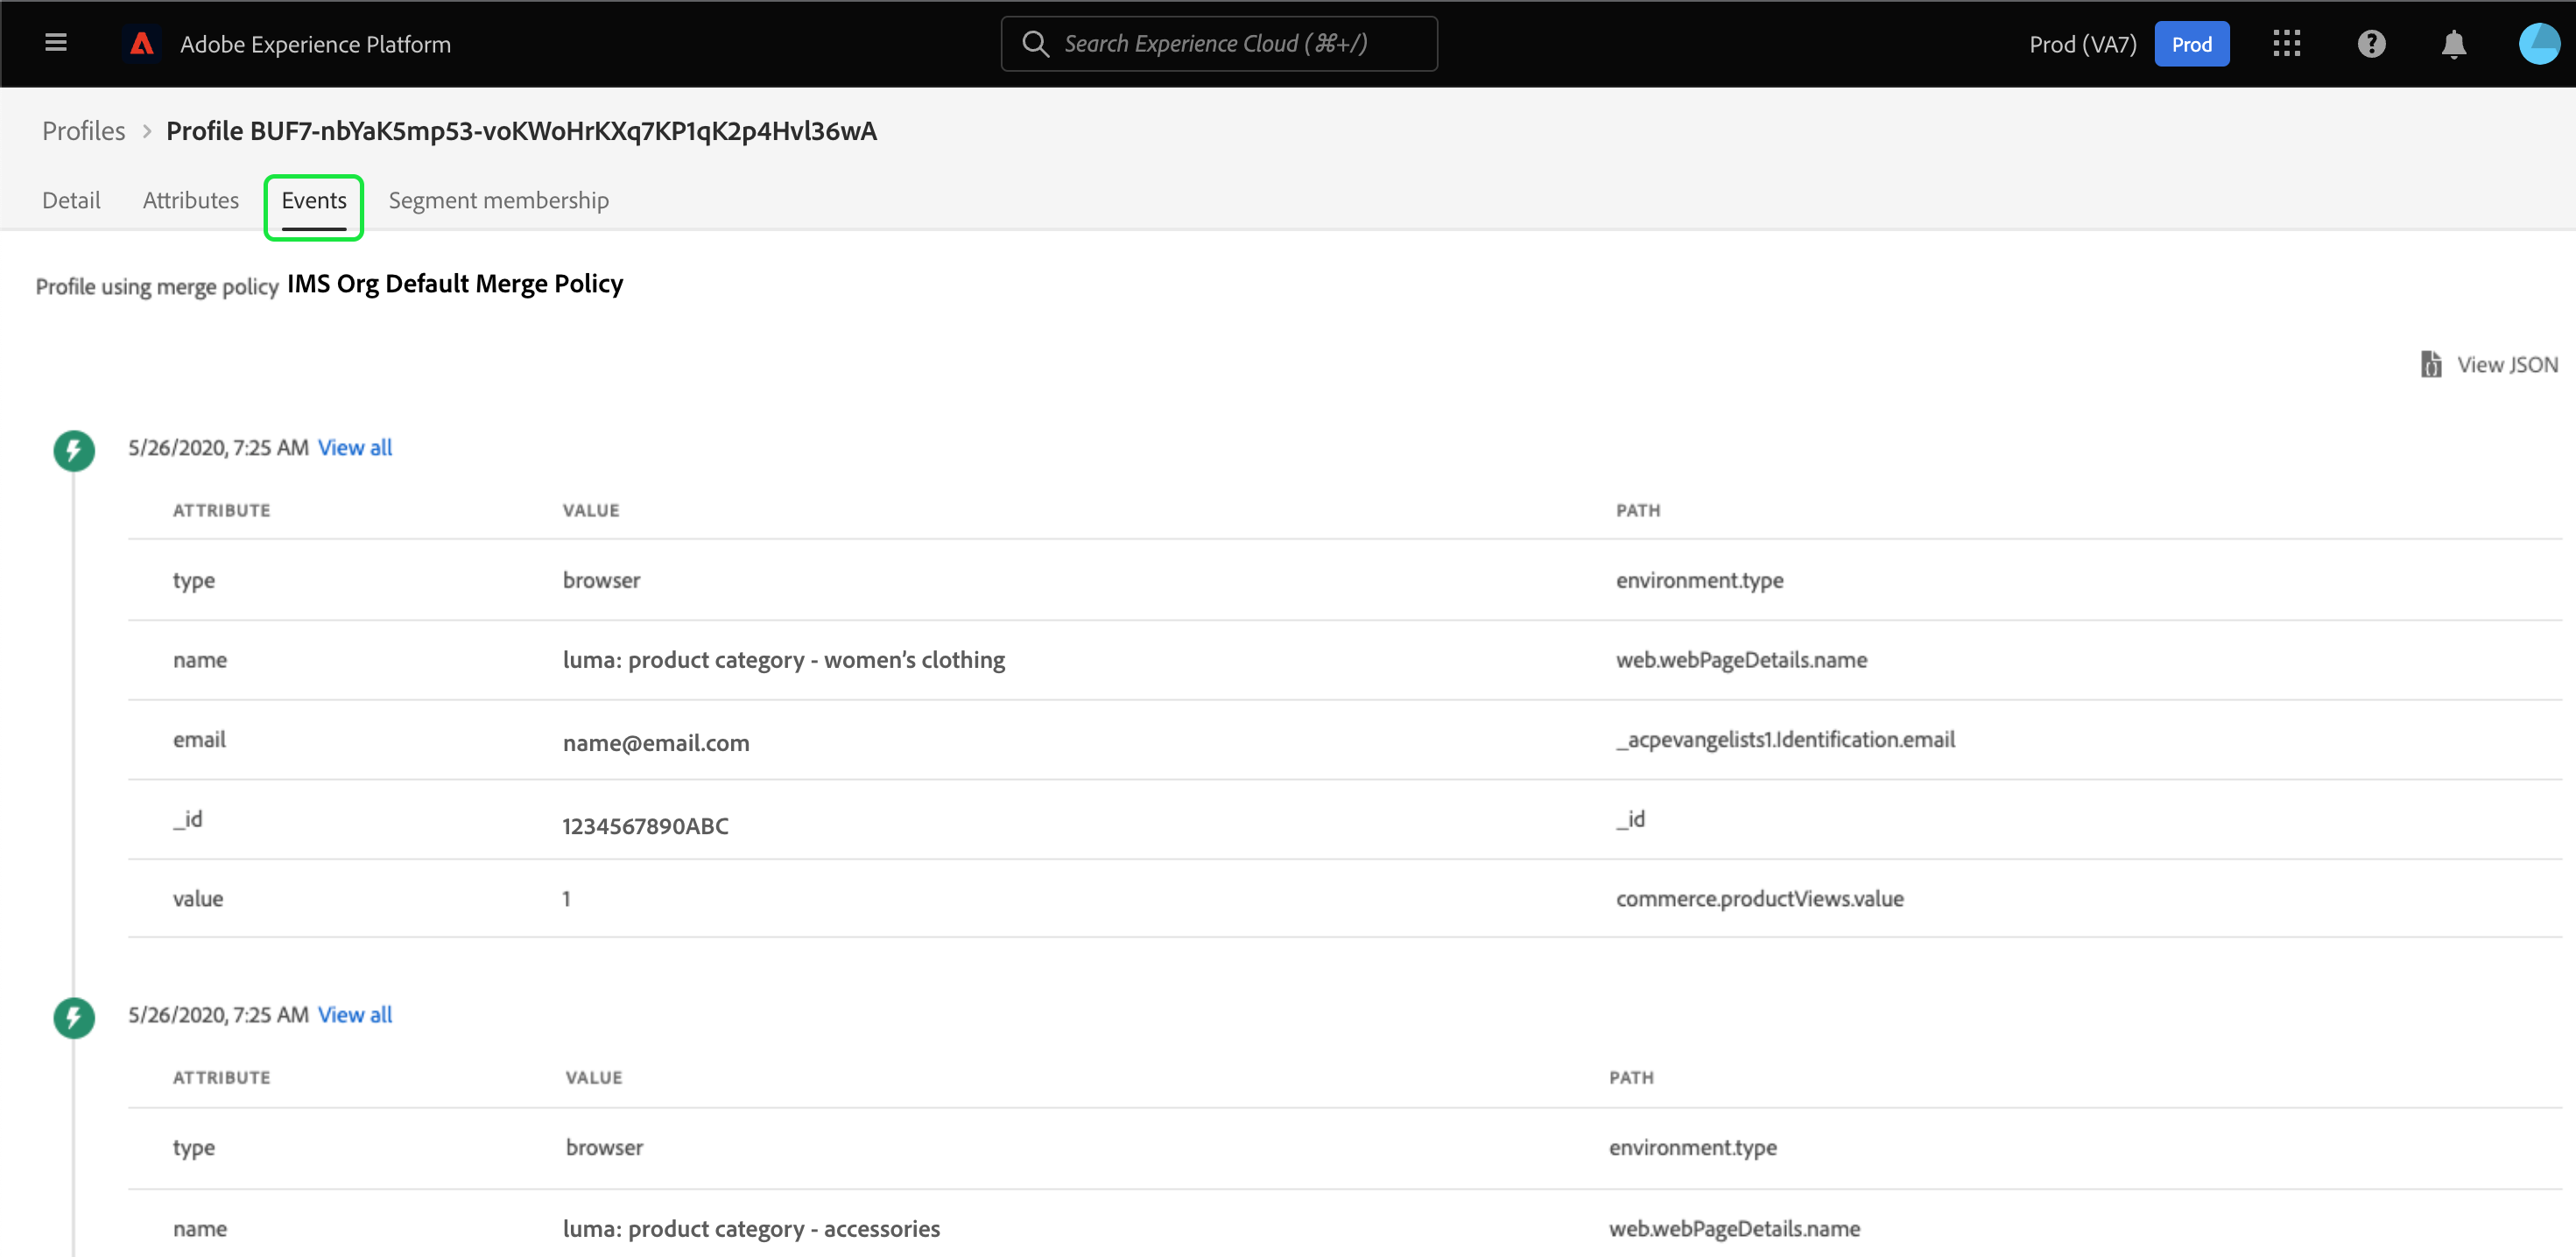 Adobe Experience Platform
Search Experience Cloud (⌘+/)
Prod (VA7) Prod
Profiles > Profile BUF7-nbYaK5mp53-voKWoHrKXq7KP1qK2p4Hvl36wA
Detail Attributes Events Segment membership
Profile using merge policy IMS Org Default Merge Policy
View JSON
5/26/2020, 7:25 AM View all
ATTRIBUTE VALUE PATH
type browser environment.type
name luma: product category - women’s clothing web.webPageDetails.name
email name@email.com _acpevangelists1.Identification.email
_id 1234567890ABC _id
value 1 commerce.productViews.value
5/26/2020, 7:25 AM View all
ATTRIBUTE VALUE PATH
type browser environment.type
name luma: product category - accessories web.webPageDetails.name